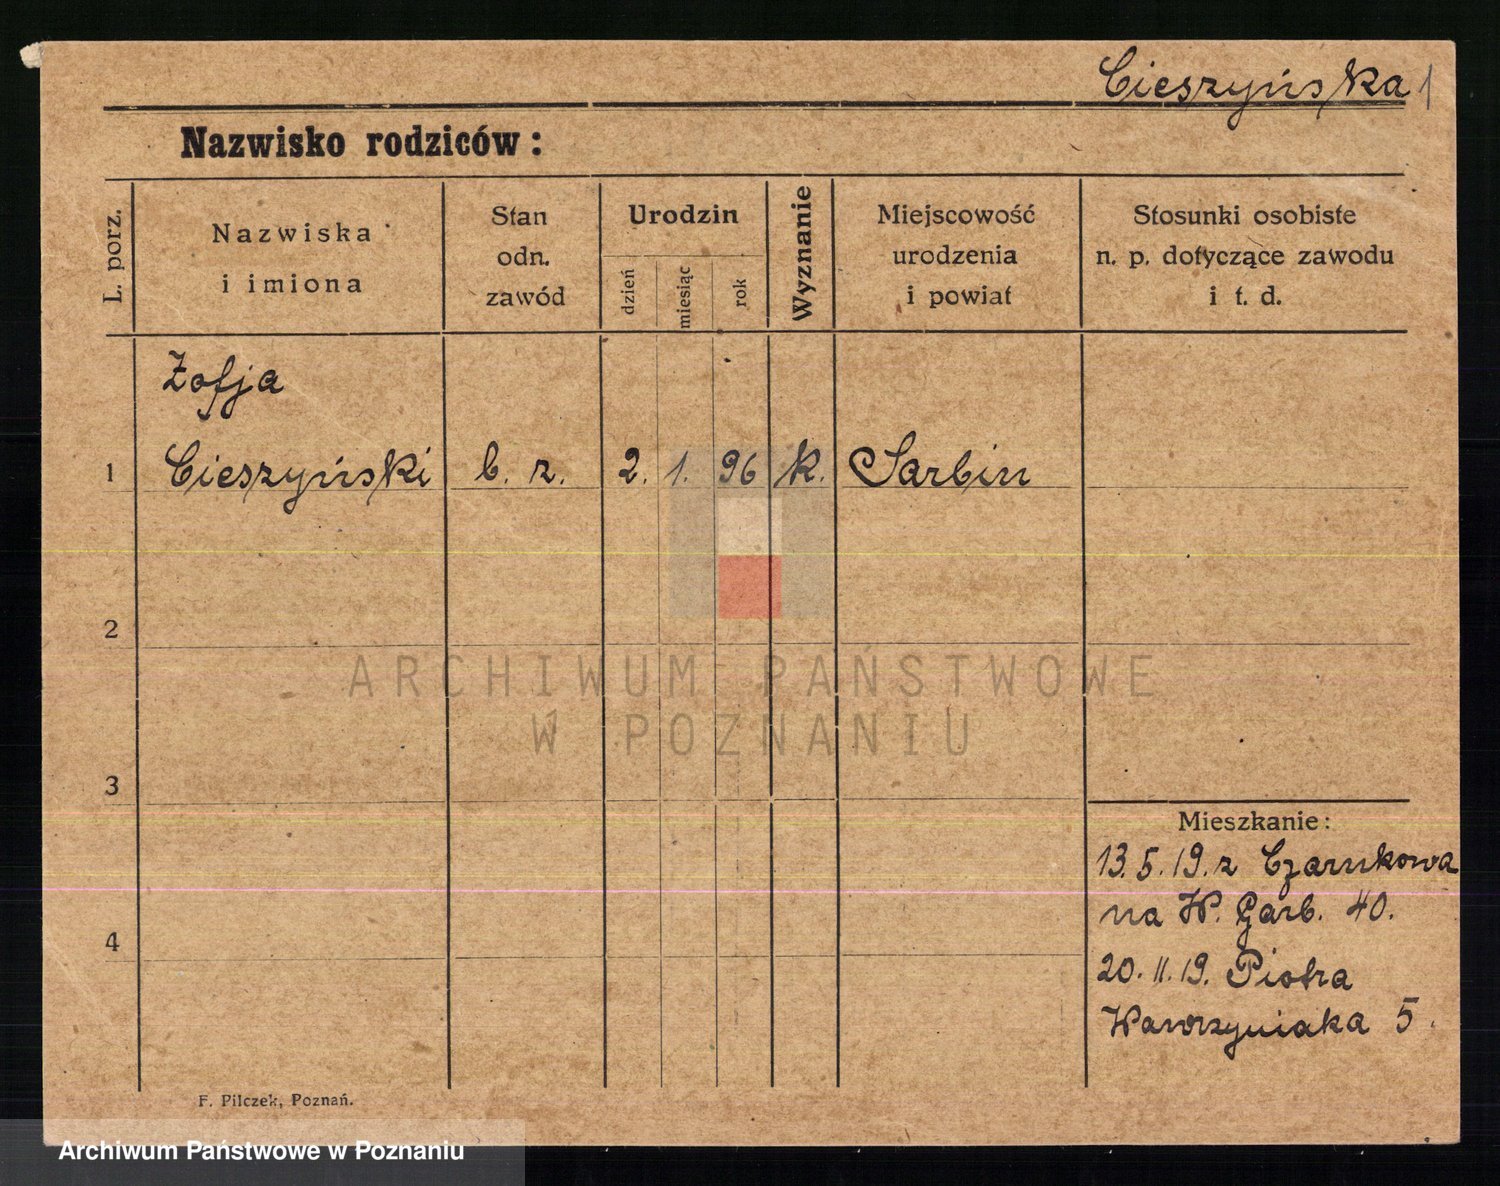 Cieszyńska 1
Nazwisko rodziców:
L. porz.
Nazwiska
i imiona
Stan
odn.
zawód
Urodzin
dzień
miesiąc
rok
Wyznanie
Miejscowość
urodzenia
i powiat
Stosunki osobiste
n. p. dotyczące zawodu
i t. d.
Zofja
1 Cieszyński b. z. 2. 1. 96 k. Sarbin
2
ARCHIWUM PAŃSTWOWE
W POZNANIU
3
Mieszkanie:
13. 5. 19. z Czarnkowa
na W. Garb. 40.
4
20. 11. 19. Piotra
Wawrzyniaka 5.
F. Pilczek, Poznań.
Archiwum Państwowe w Poznaniu